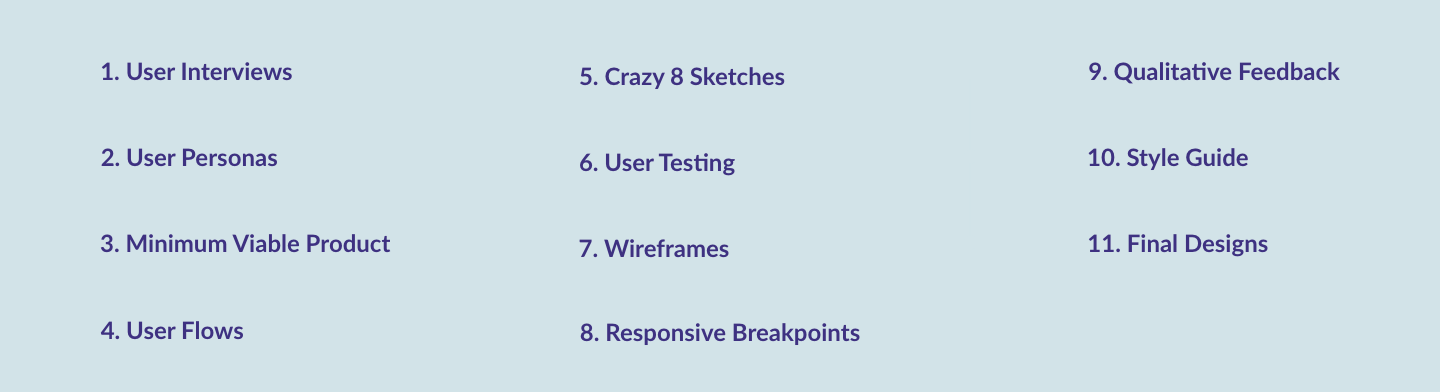 1. User Interviews
2. User Personas
3. Minimum Viable Product
4. User Flows
5. Crazy 8 Sketches
6. User Testing
7. Wireframes
8. Responsive Breakpoints
9. Qualitative Feedback
10. Style Guide
11. Final Designs